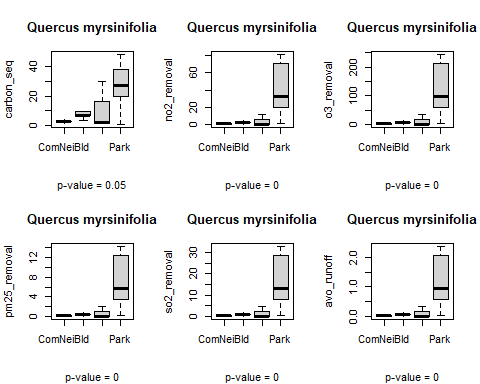 Quercus myrsinifolia
carbon_seq
0
20
40
ComNeiBld
Park
p-value = 0.05
Quercus myrsinifolia
no2_removal
0
20
60
ComNeiBld
Park
p-value = 0
Quercus myrsinifolia
o3_removal
0
100
200
ComNeiBld
Park
p-value = 0
Quercus myrsinifolia
pm25_removal
0
4
8
12
ComNeiBld
Park
p-value = 0
Quercus myrsinifolia
so2_removal
0
10
20
30
ComNeiBld
Park
p-value = 0
Quercus myrsinifolia
avo_runoff
0.0
1.0
2.0
ComNeiBld
Park
p-value = 0